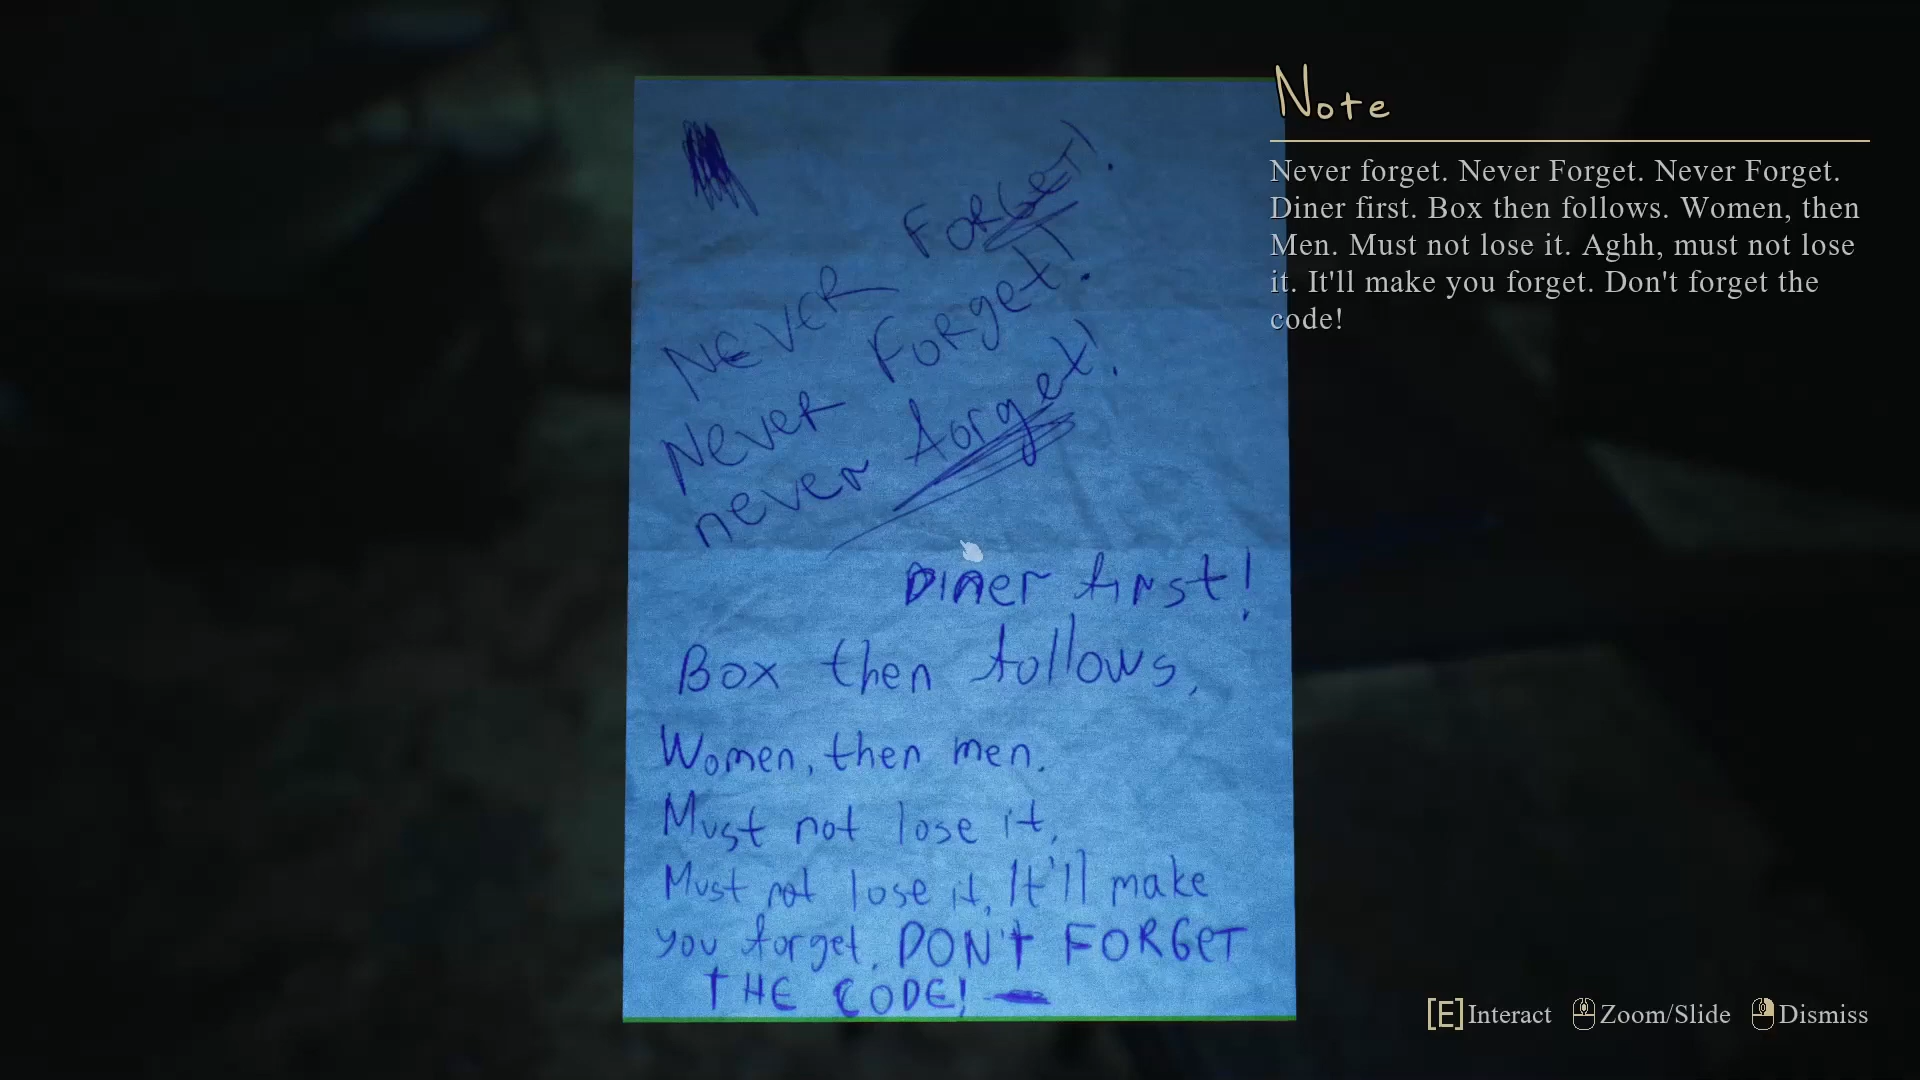 NEVER FORGET!
Never Forget!
never forget!
Diner first!
Box then follows,
Women, then men.
Must not lose it,
Must not lose it, It'll make
you forget. DON'T FORGET
THE CODE!
Note
Never forget. Never Forget. Never Forget.
Diner first. Box then follows. Women, then
Men. Must not lose it. Aghh, must not lose
it. It'll make you forget. Don't forget the
code!
[E]Interact Zoom/Slide Dismiss